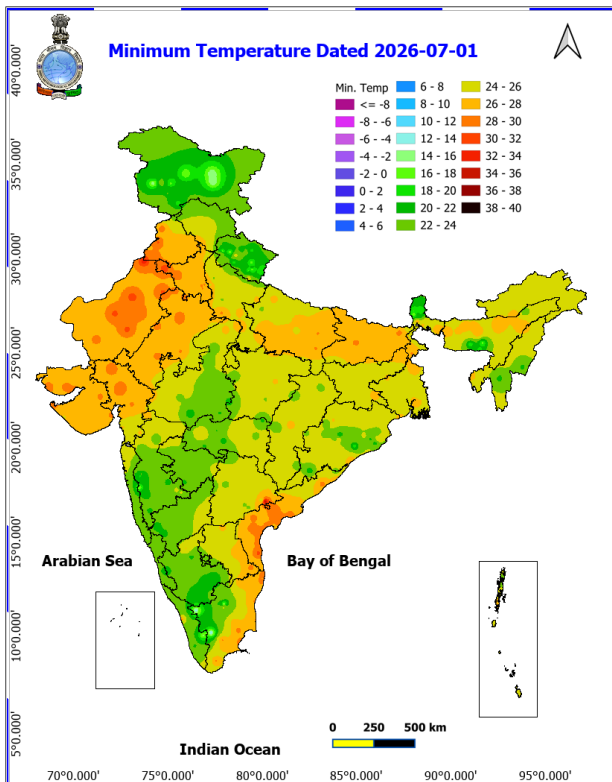 Minimum Temperature Dated 2026-07-01
Min. Temp
<= -8
-8 - -6
-6 - -4
-4 - -2
-2 - 0
0 - 2
2 - 4
4 - 6
6 - 8
8 - 10
10 - 12
12 - 14
14 - 16
16 - 18
18 - 20
20 - 22
22 - 24
24 - 26
26 - 28
28 - 30
30 - 32
32 - 34
34 - 36
36 - 38
38 - 40
40°0.000'
35°0.000'
30°0.000'
25°0.000'
20°0.000'
15°0.000'
10°0.000'
5°0.000'
Arabian Sea
Bay of Bengal
Indian Ocean
0 250 500 km
70°0.000' 75°0.000' 80°0.000' 85°0.000' 90°0.000' 95°0.000'